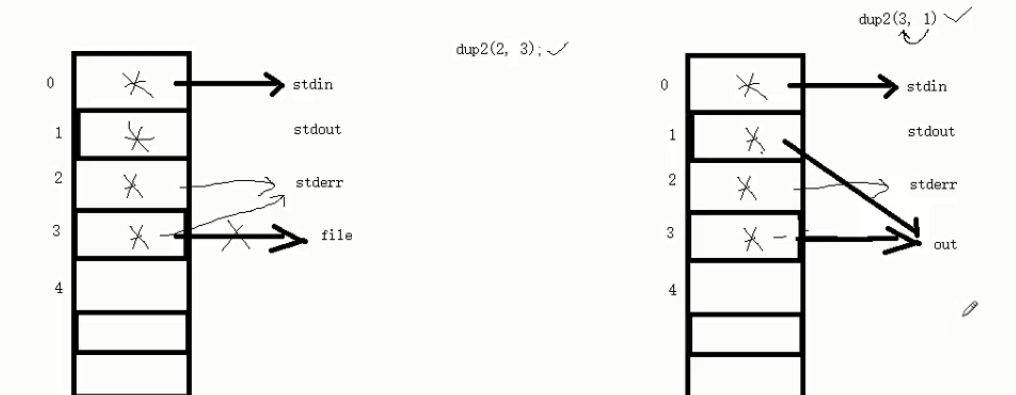 dup2(3, 1)
dup2(2, 3);
0 stdin
1 stdout
2 stderr
3 file
4
0 stdin
1 stdout
2 stderr
3 out
4